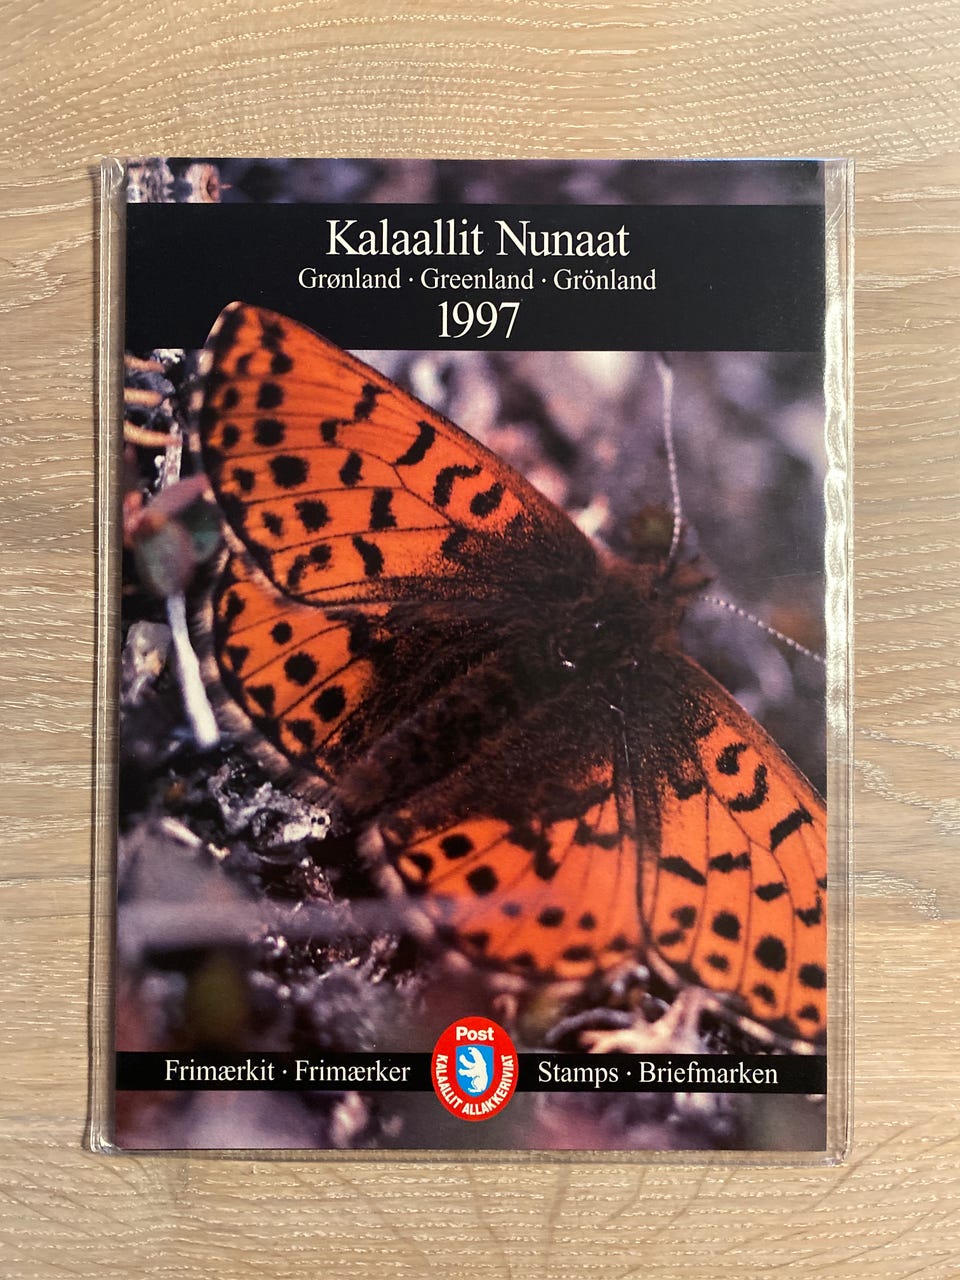 Kalaallit Nunaat
Grønland · Greenland · Grönland
1997
Frimærkit · Frimærker
Post
KALAALLIT ALLAKKERIVIAT
Stamps · Briefmarken